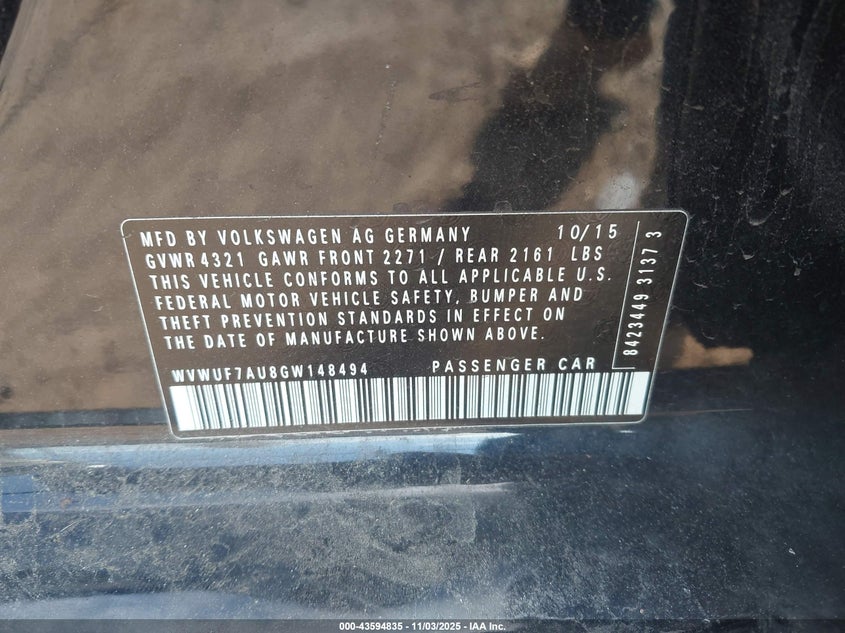 MFD BY VOLKSWAGEN AG GERMANY 10/15
GVWR 4321 GAWR FRONT 2271 / REAR 2161 LBS
THIS VEHICLE CONFORMS TO ALL APPLICABLE U.S.
FEDERAL MOTOR VEHICLE SAFETY, BUMPER AND
THEFT PREVENTION STANDARDS IN EFFECT ON
THE DATE OF MANUFACTURE SHOWN ABOVE.
WVWUF7AU8GW148494 PASSENGER CAR
8423449 3137 3
000-43594835 - 11/03/2025 - IAA Inc.